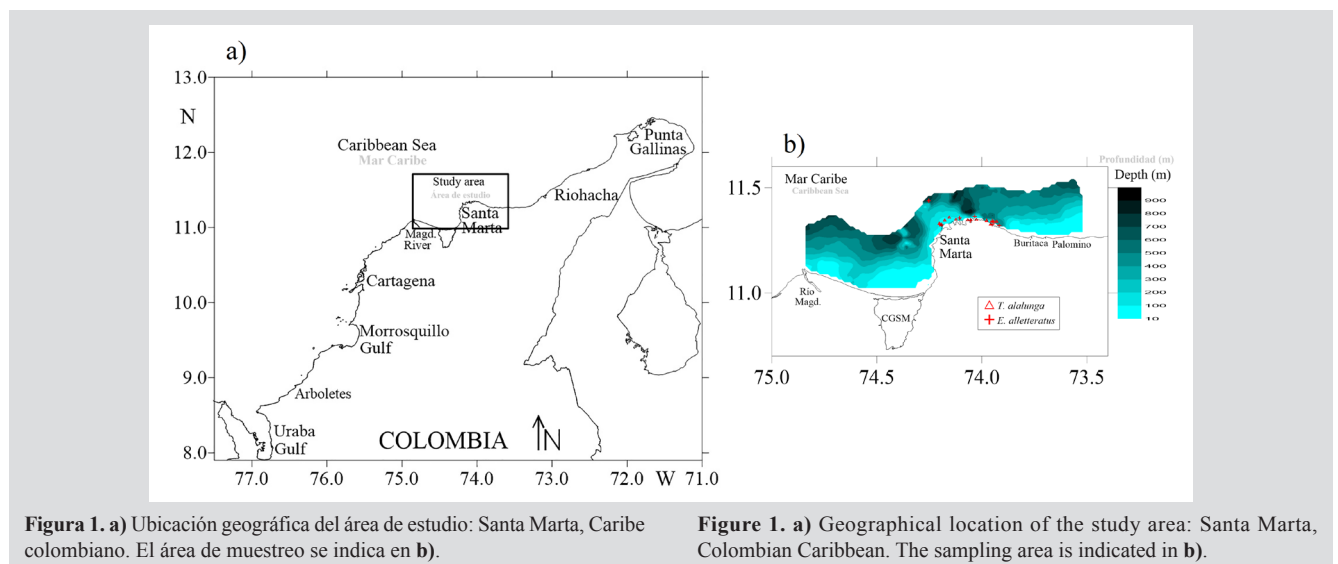 a)
13.0
N
12.0
11.0
10.0
9.0
8.0
77.0 76.0 75.0 74.0 73.0 72.0 W 71.0
Caribbean Sea
Mar Caribe
Study area
Área de estudio
Punta
Gallinas
Riohacha
Santa
Marta
Magd.
River
Cartagena
Morrosquillo
Gulf
Arboletes
Uraba
Gulf
COLOMBIA
N
b)
Profundidad (m)
Depth (m)
Mar Caribe
Caribbean Sea
11.5
11.0
75.0 74.5 74.0 73.5
Santa
Marta
Buritaca Palomino
Rio
Magd.
CGSM
T. alalunga
E. alletteratus
900
800
700
600
500
400
300
200
100
10
Figura 1. a) Ubicación geográfica del área de estudio: Santa Marta, Caribe
colombiano. El área de muestreo se indica en b).
Figure 1. a) Geographical location of the study area: Santa Marta,
Colombian Caribbean. The sampling area is indicated in b).